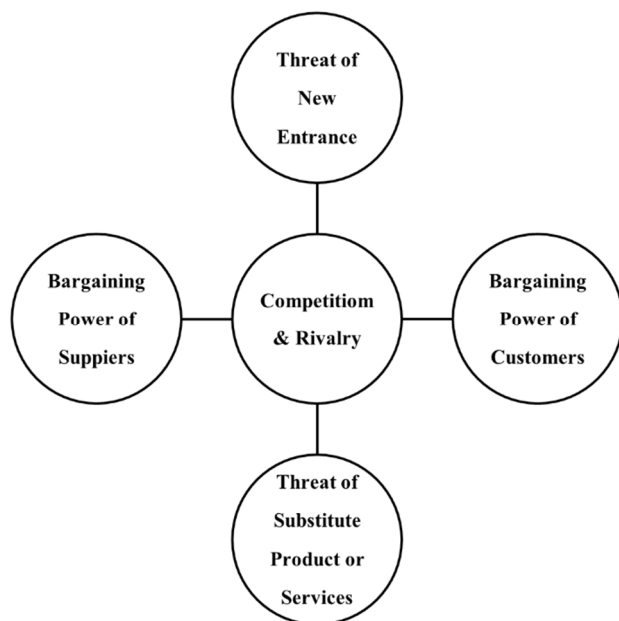 Threat of
New
Entrance
Bargaining
Power of
Suppiers
Competitiom
& Rivalry
Bargaining
Power of
Customers
Threat of
Substitute
Product or
Services